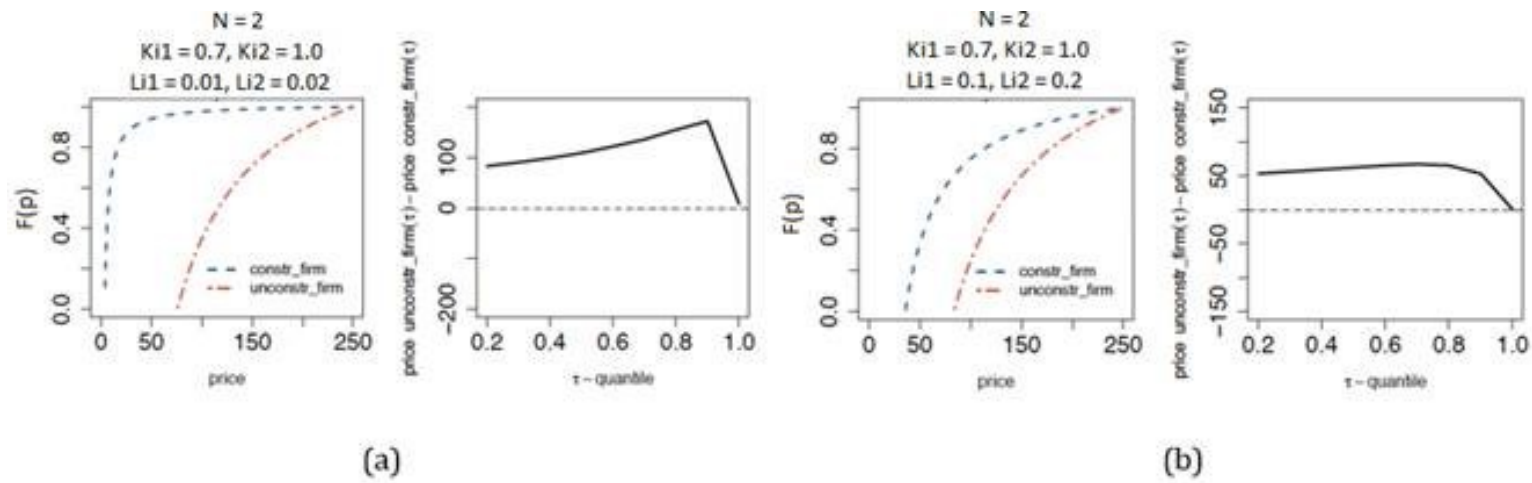 N = 2
Ki1 = 0.7, Ki2 = 1.0
Li1 = 0.01, Li2 = 0.02
F(p)
0.0 0.4 0.8
constr_firm
unconstr_firm
0 50 150 250
price
price unconstr_firm(τ) − price constr_firm(τ)
−200 0 100
0.2 0.4 0.6 0.8 1.0
τ − quantile
(a)
N = 2
Ki1 = 0.7, Ki2 = 1.0
Li1 = 0.1, Li2 = 0.2
F(p)
0.0 0.4 0.8
constr_firm
unconstr_firm
0 50 150 250
price
price unconstr_firm(τ) − price constr_firm(τ)
−150 −50 50 150
0.2 0.4 0.6 0.8 1.0
τ − quantile
(b)